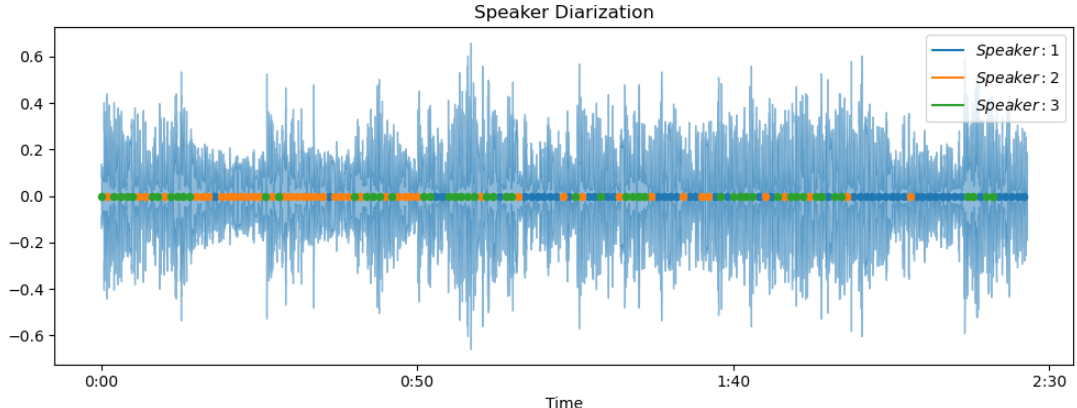 Speaker Diarization
0.6
0.4
0.2
0.0
−0.2
−0.4
−0.6
Speaker: 1
Speaker: 2
Speaker: 3
0:00
0:50
1:40
2:30
Time